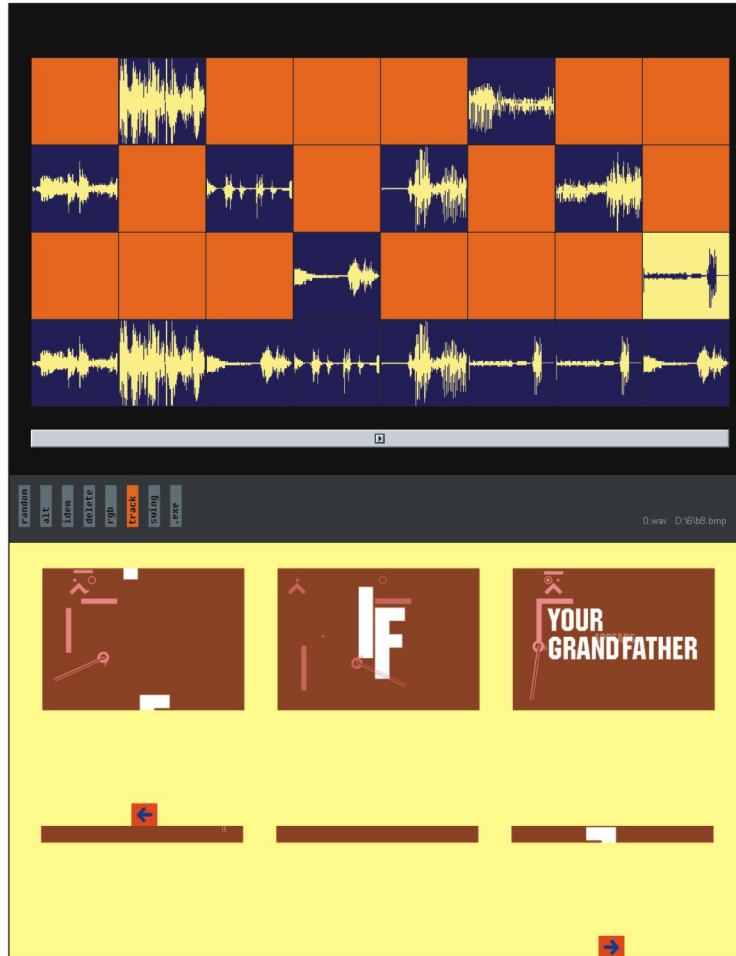 random
alt
idem
delete
rgb
track
swing
.exe
0.wav D:\6\b8.bmp
IF
YOUR
GRANDFATHER